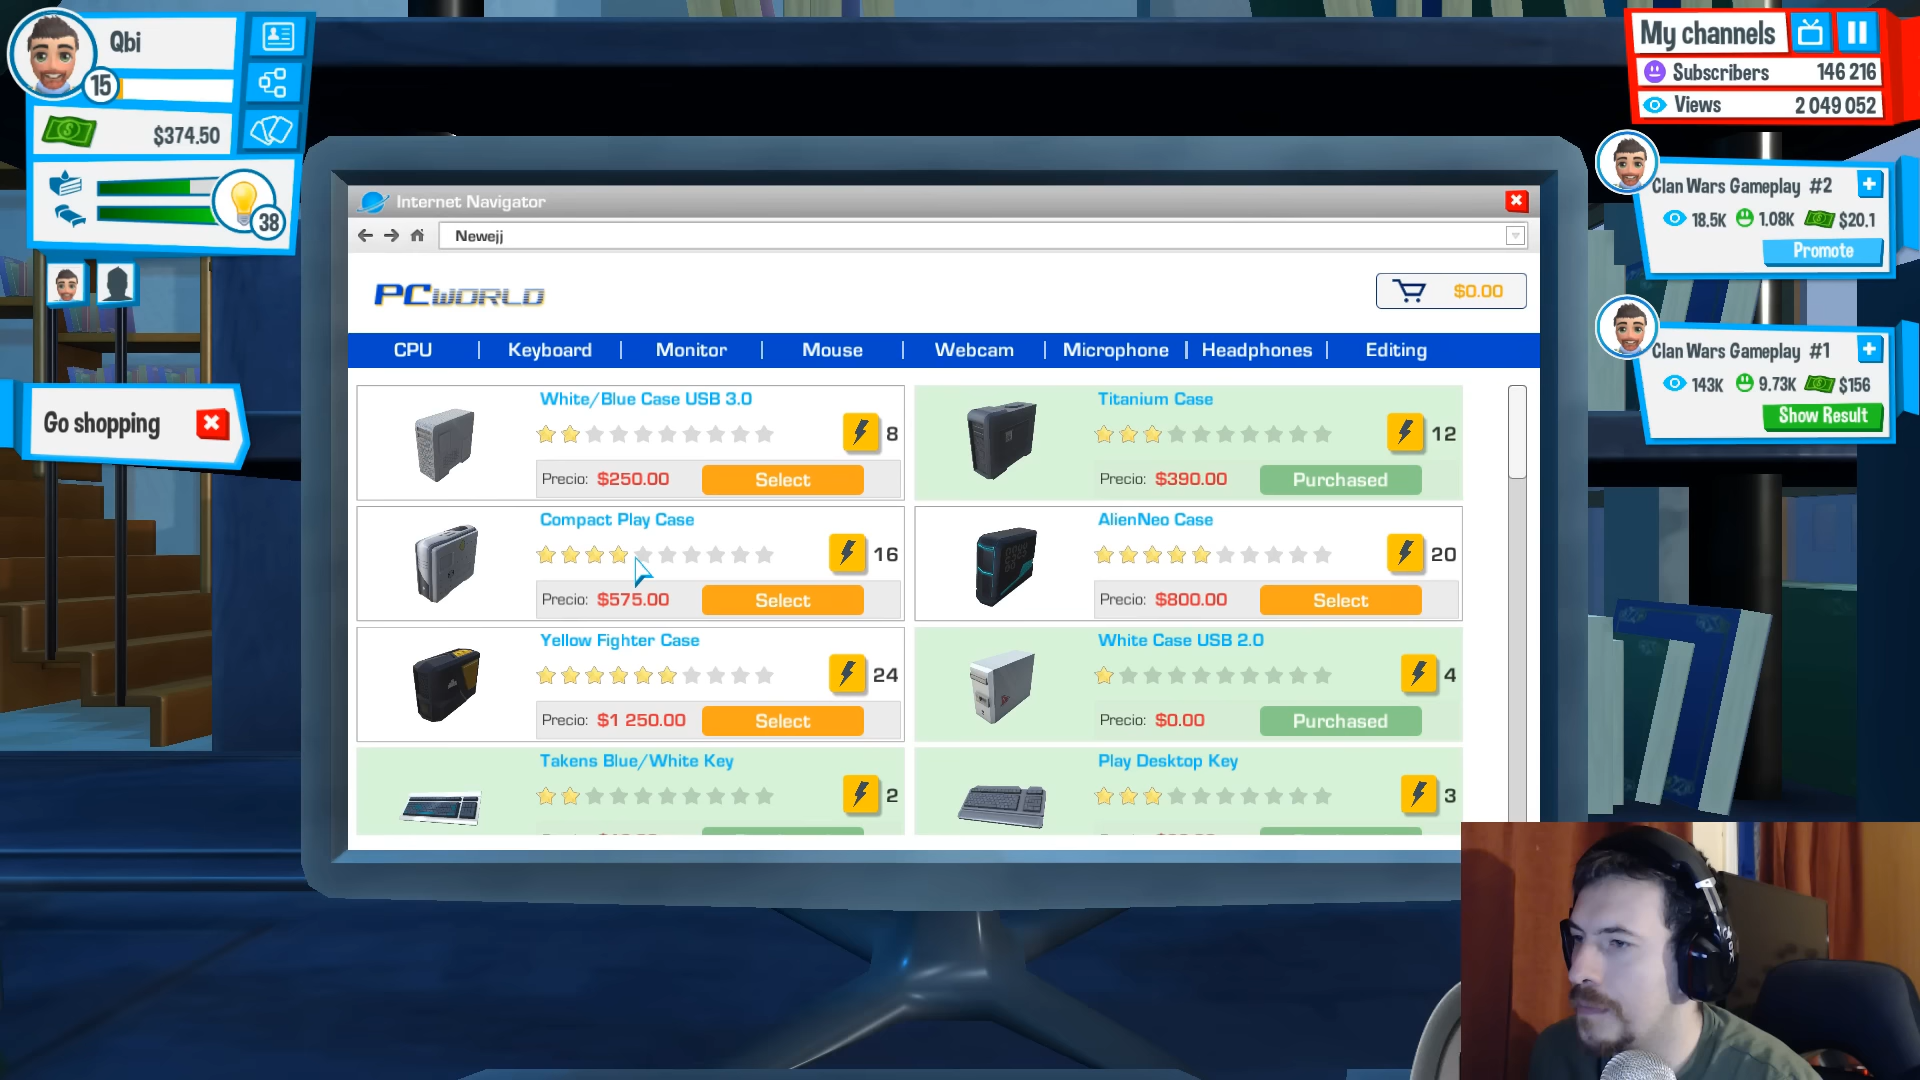 Qbi
15
$374.50
38
Go shopping
My channels
Subscribers 146 216
Views 2 049 052
Clan Wars Gameplay #2
18.5K 1.08K $20.1
Promote
Clan Wars Gameplay #1
143K 9.73K $156
Show Result
Internet Navigator
Newejj
PCWORLD
$0.00
CPU | Keyboard | Monitor | Mouse | Webcam | Microphone | Headphones | Editing
White/Blue Case USB 3.0
8
Precio: $250.00 Select
Titanium Case
12
Precio: $390.00 Purchased
Compact Play Case
16
Precio: $575.00 Select
AlienNeo Case
20
Precio: $800.00 Select
Yellow Fighter Case
24
Precio: $1 250.00 Select
White Case USB 2.0
4
Precio: $0.00 Purchased
Takens Blue/White Key
2
Play Desktop Key
3